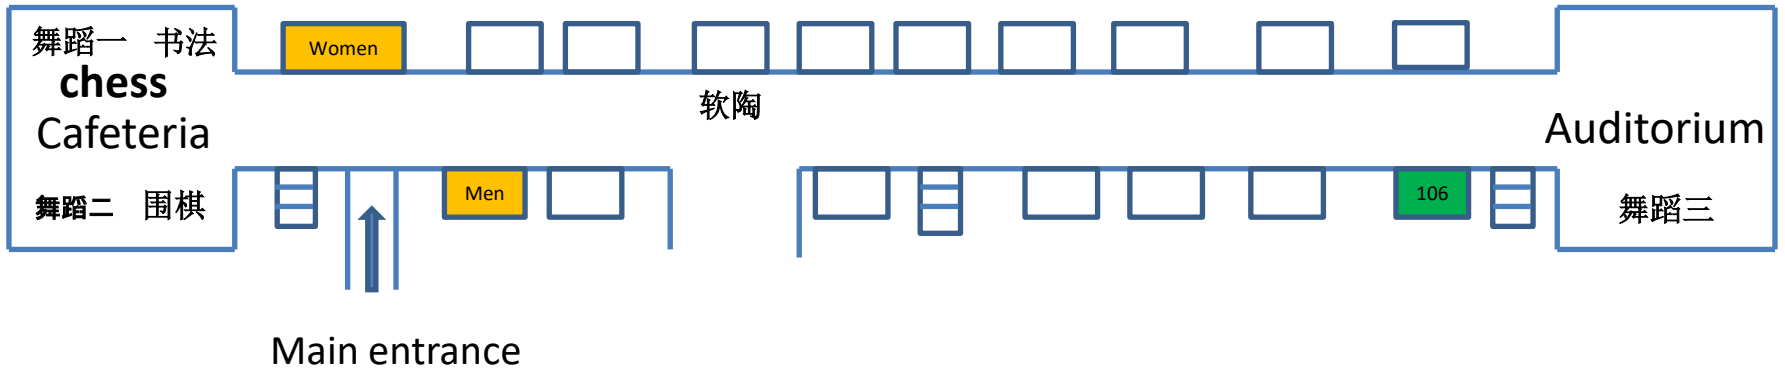 舞蹈一 书法
chess
Cafeteria
舞蹈二 围棋
Women
软陶
Men
106
Auditorium
舞蹈三
Main entrance